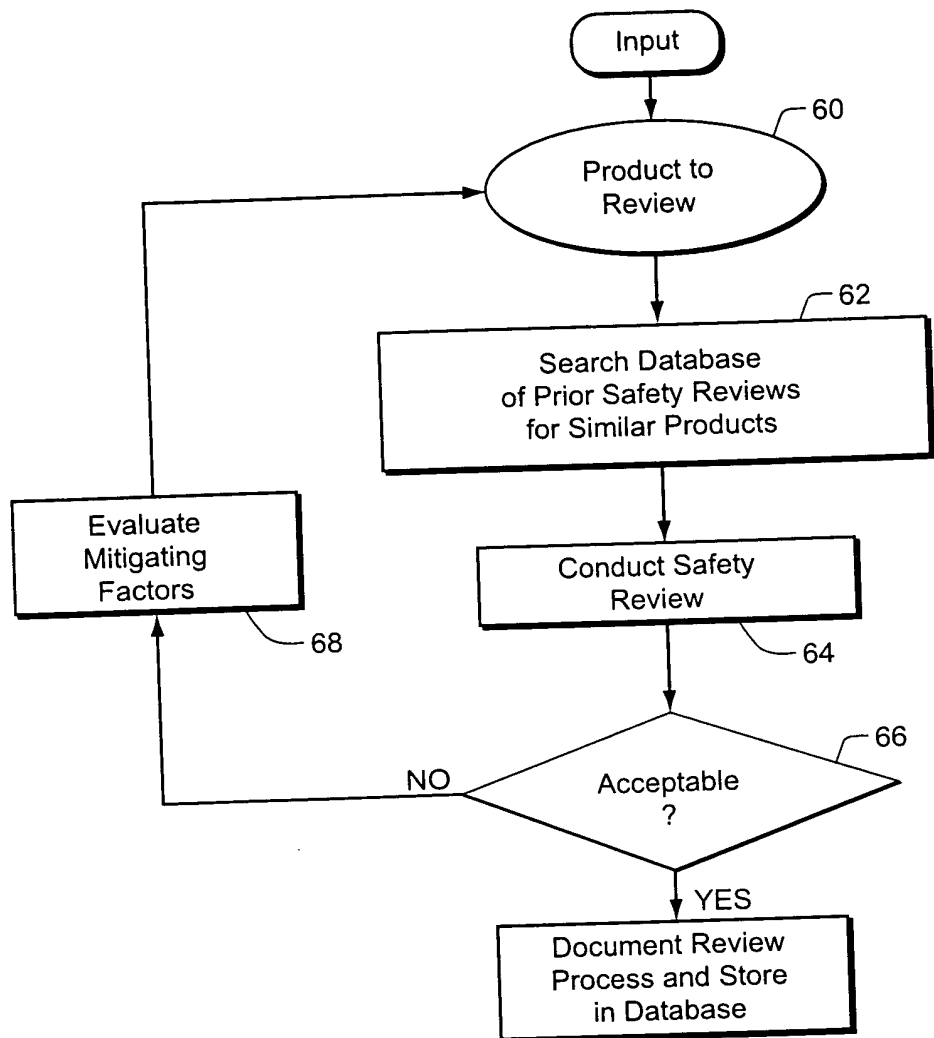 Input
60
Product to
Review
62
Search Database
of Prior Safety Reviews
for Similar Products
Evaluate
Mitigating
Factors
68
Conduct Safety
Review
64
66
Acceptable
?
NO
YES
Document Review
Process and Store
in Database